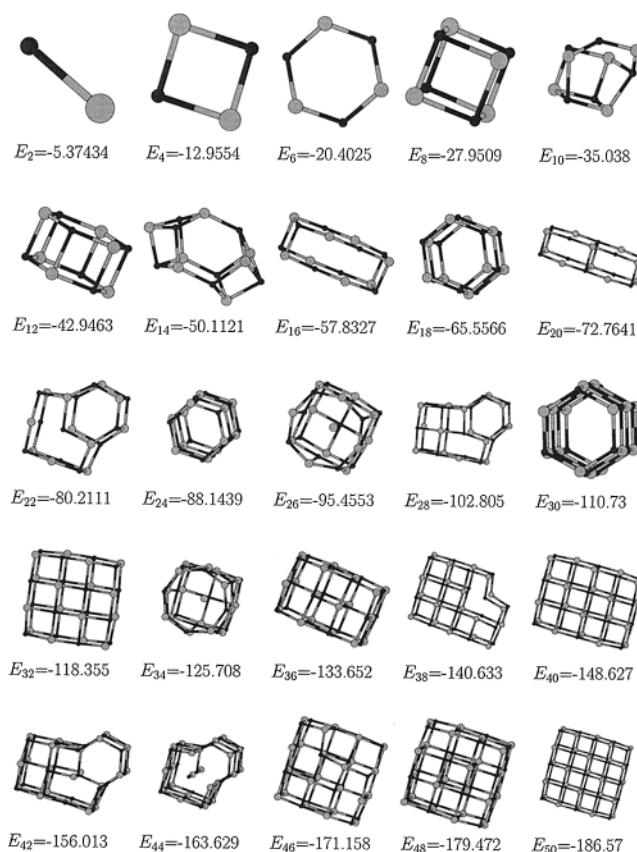 E2=-5.37434 E4=-12.9554 E6=-20.4025 E8=-27.9509 E10=-35.038
E12=-42.9463 E14=-50.1121 E16=-57.8327 E18=-65.5566 E20=-72.7641
E22=-80.2111 E24=-88.1439 E26=-95.4553 E28=-102.805 E30=-110.73
E32=-118.355 E34=-125.708 E36=-133.652 E38=-140.633 E40=-148.627
E42=-156.013 E44=-163.629 E46=-171.158 E48=-179.472 E50=-186.57